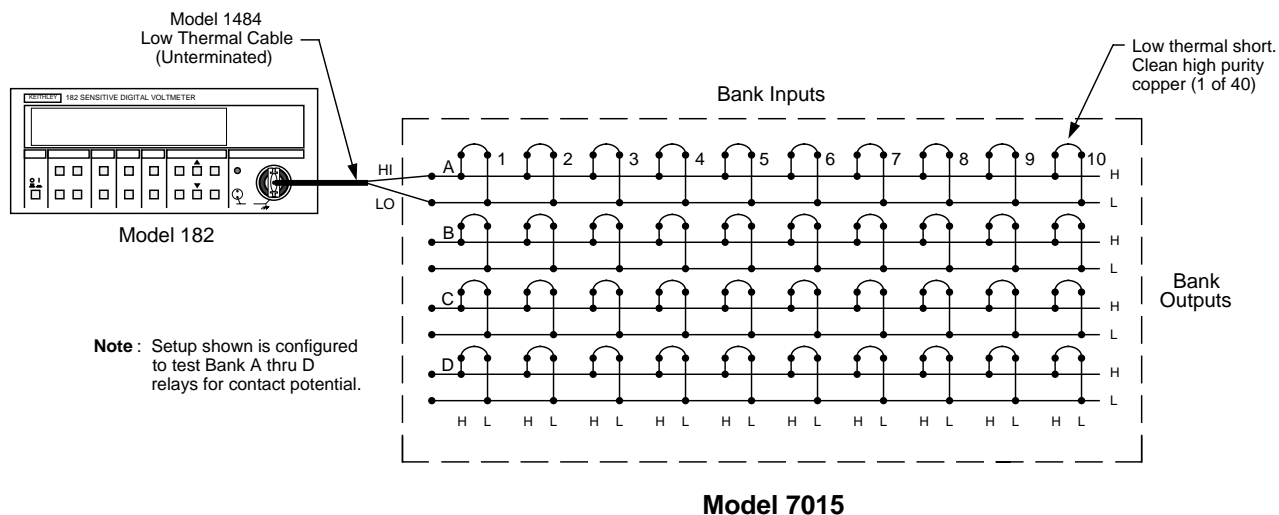 Model 1484
Low Thermal Cable
(Unterminated)
Low thermal short.
Clean high purity
copper (1 of 40)
KEITHLEY 182 SENSITIVE DIGITAL VOLTMETER
Bank Inputs
HI A 1 2 3 4 5 6 7 8 9 10 H
LO L
Model 182
B H
L
C H
L
Bank
Outputs
Note : Setup shown is configured
to test Bank A thru D
relays for contact potential.
D H
L
H L H L H L H L H L H L H L H L H L H L
Model 7015